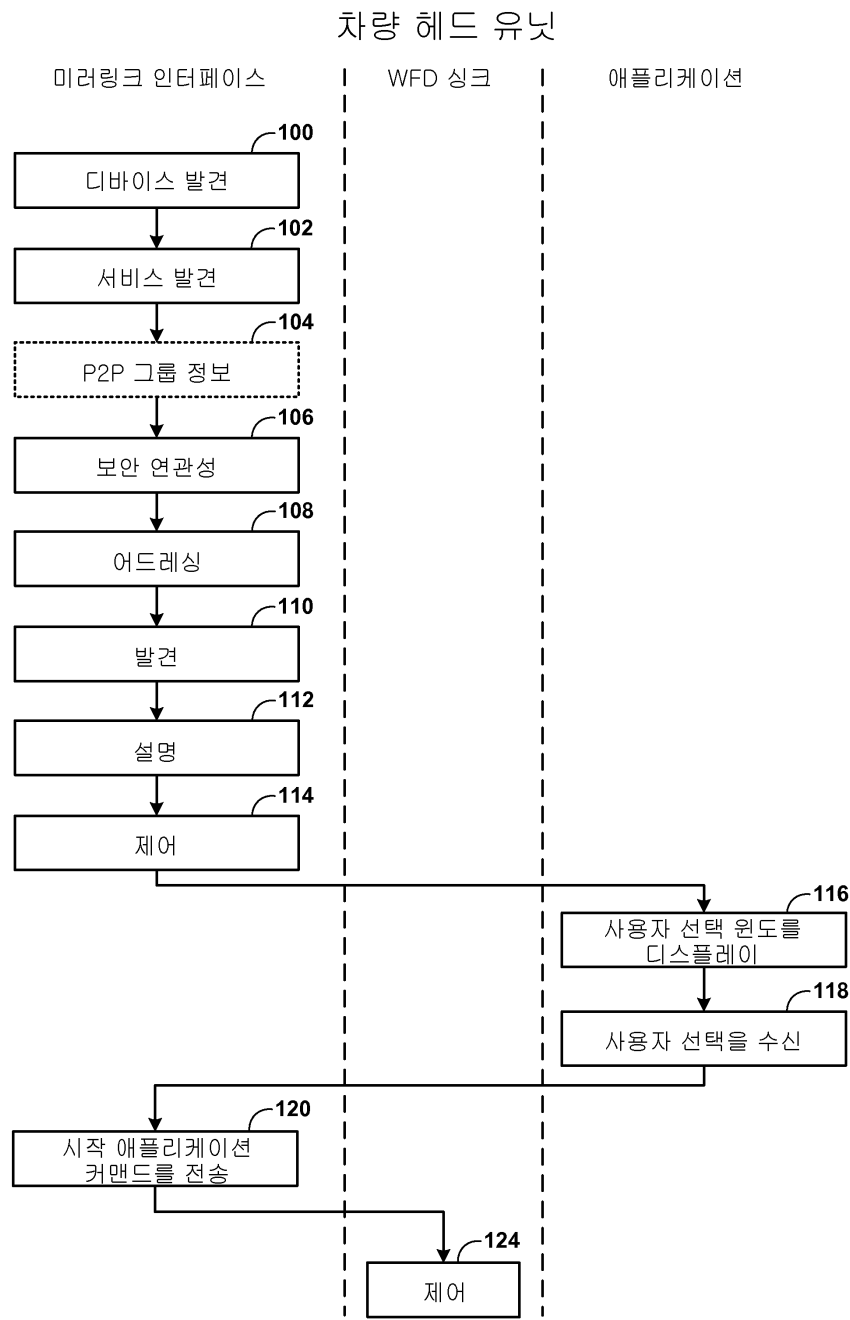 차량 헤드 유닛
미러링크 인터페이스
WFD 싱크
애플리케이션
100
디바이스 발견
102
서비스 발견
104
P2P 그룹 정보
106
보안 연관성
108
어드레싱
110
발견
112
설명
114
제어
116
사용자 선택 윈도를
디스플레이
118
사용자 선택을 수신
120
시작 애플리케이션
커맨드를 전송
124
제어